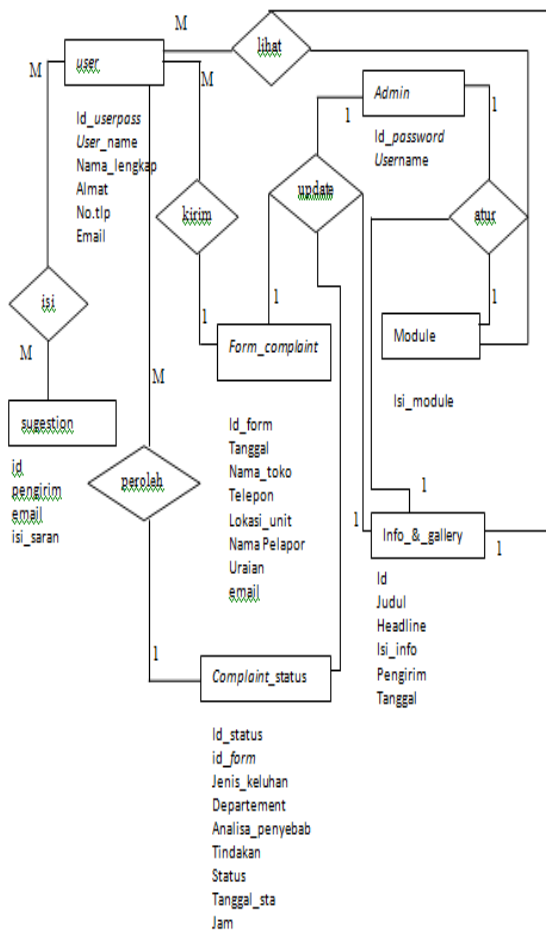 M
lihat
user
M
M
Admin
1
1
Id_userpass
User_name
Nama_lengkap
Almat
No.tlp
Email
Id_password
Username
update
kirim
atur
isi
1
1
1
M
Form_complaint
Module
M
sugestion
Isi_module
id
pengirim
email
isi_saran
peroleh
Id_form
Tanggal
Nama_toko
Telepon
Lokasi_unit
Nama Pelapor
Uraian
email
1
1
Info_&_gallery
1
Id
Judul
Headline
Isi_info
Pengirim
Tanggal
1
Complaint_status
Id_status
id_form
Jenis_keluhan
Departement
Analisa_penyebab
Tindakan
Status
Tanggal_sta
Jam